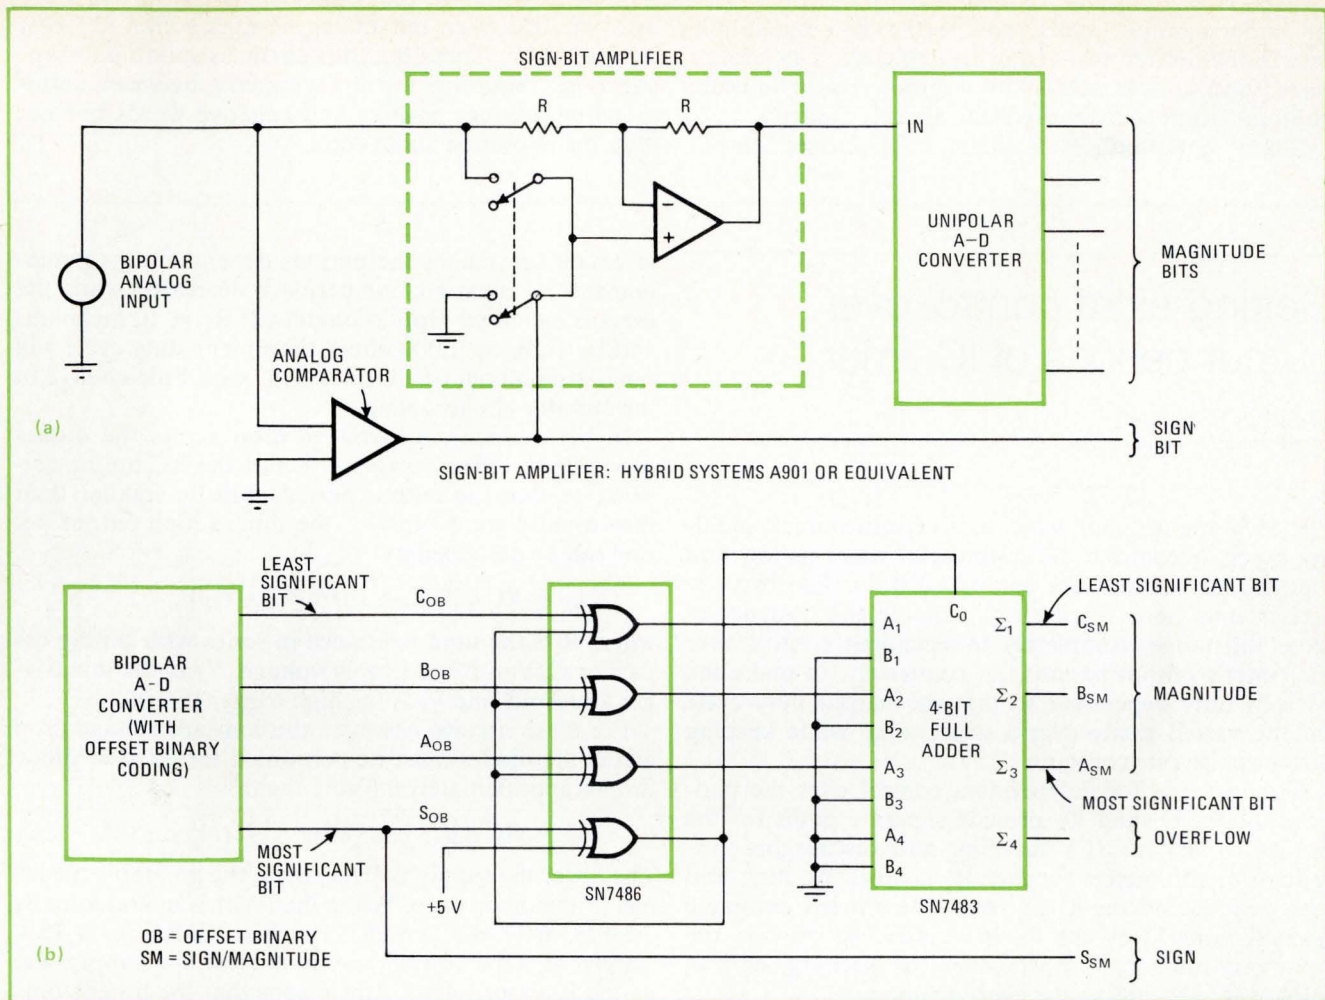 SIGN-BIT AMPLIFIER
R
R
IN
UNIPOLAR
A–D
CONVERTER
MAGNITUDE
BITS
BIPOLAR
ANALOG
INPUT
−
+
ANALOG
COMPARATOR
(a)
SIGN
BIT
SIGN-BIT AMPLIFIER: HYBRID SYSTEMS A901 OR EQUIVALENT
LEAST
SIGNIFICANT
BIT
COB
BOB
AOB
SOB
BIPOLAR
A–D
CONVERTER
(WITH
OFFSET BINARY
CODING)
MOST
SIGNIFICANT
BIT
+5 V
SN7486
C0
A1
B1
A2
B2
A3
B3
A4
B4
4-BIT
FULL
ADDER
Σ1
Σ2
Σ3
Σ4
SN7483
LEAST SIGNIFICANT BIT
CSM
BSM
ASM
MAGNITUDE
MOST SIGNIFICANT BIT
OVERFLOW
SSM
SIGN
(b)
OB = OFFSET BINARY
SM = SIGN/MAGNITUDE